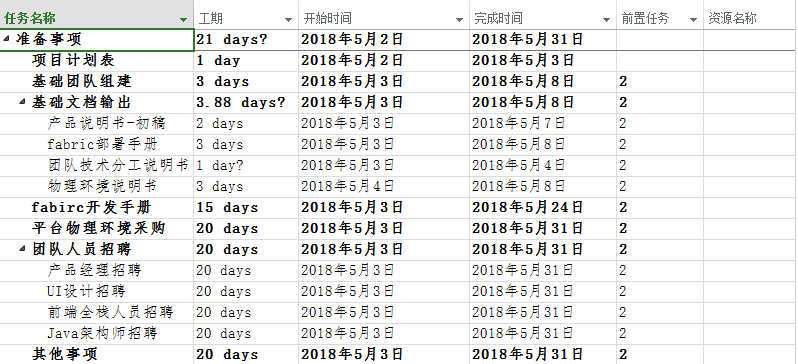 任务名称 工期 开始时间 完成时间 前置任务 资源名称
准备事项 21 days? 2018年5月2日 2018年5月31日
项目计划表 1 day 2018年5月2日 2018年5月3日
基础团队组建 3 days 2018年5月3日 2018年5月8日 2
基础文档输出 3.88 days? 2018年5月3日 2018年5月8日 2
产品说明书-初稿 2 days 2018年5月3日 2018年5月7日 2
fabric部署手册 3 days 2018年5月3日 2018年5月8日 2
团队技术分工说明书 1 day? 2018年5月3日 2018年5月4日 2
物理环境说明书 3 days 2018年5月4日 2018年5月8日 2
fabirc开发手册 15 days 2018年5月3日 2018年5月24日 2
平台物理环境采购 20 days 2018年5月3日 2018年5月31日 2
团队人员招聘 20 days 2018年5月3日 2018年5月31日 2
产品经理招聘 20 days 2018年5月3日 2018年5月31日 2
UI设计招聘 20 days 2018年5月3日 2018年5月31日 2
前端全栈人员招聘 20 days 2018年5月3日 2018年5月31日 2
Java架构师招聘 20 days 2018年5月3日 2018年5月31日 2
其他事项 20 days 2018年5月3日 2018年5月31日 2